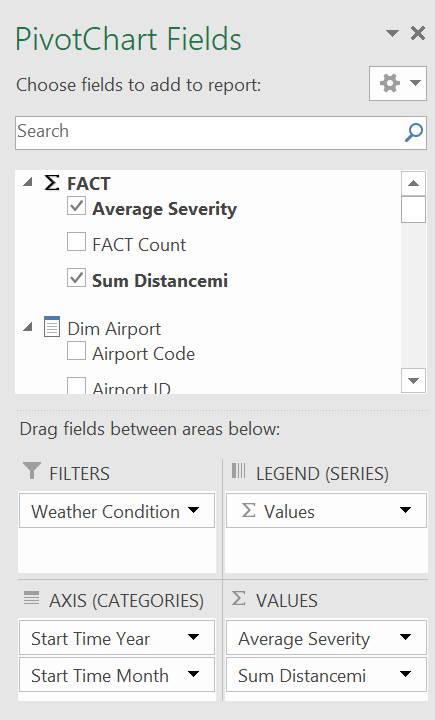 PivotChart Fields
Choose fields to add to report:
Search
Σ FACT
Average Severity
FACT Count
Sum Distancemi
Dim Airport
Airport Code
Airport ID
Drag fields between areas below:
FILTERS
Weather Condition
LEGEND (SERIES)
Σ Values
AXIS (CATEGORIES)
Start Time Year
Start Time Month
Σ VALUES
Average Severity
Sum Distancemi